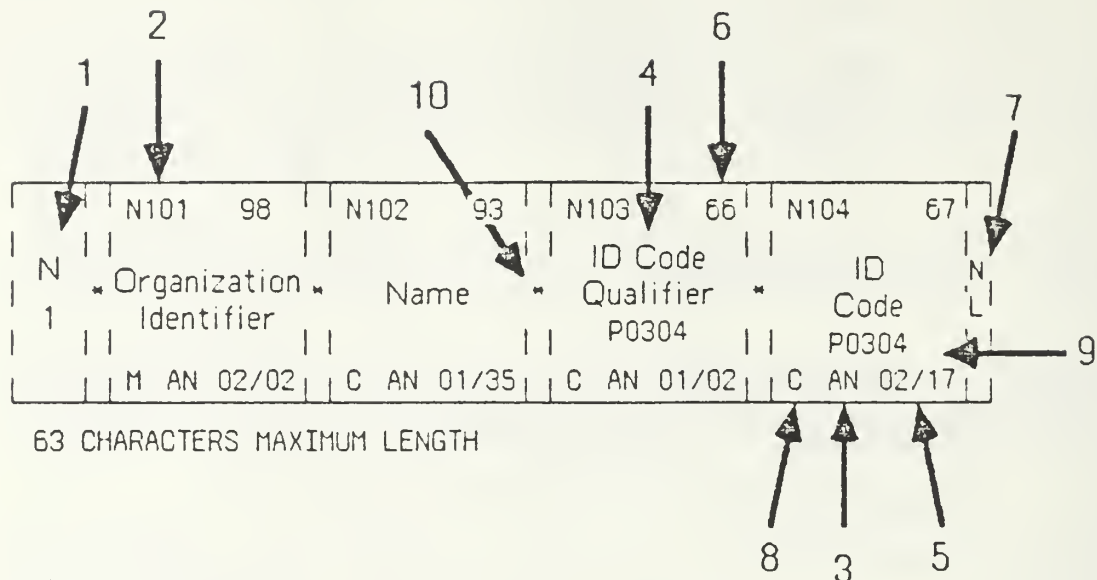 2 6
1 4
10 7
N101 98 N102 93 N103 66 N104 67
N 1 * Organization Identifier * Name * ID Code Qualifier P0304 * ID Code P0304 N L
M AN 02/02 C AN 01/35 C AN 01/02 C AN 02/17
9
63 CHARACTERS MAXIMUM LENGTH
8 3 5